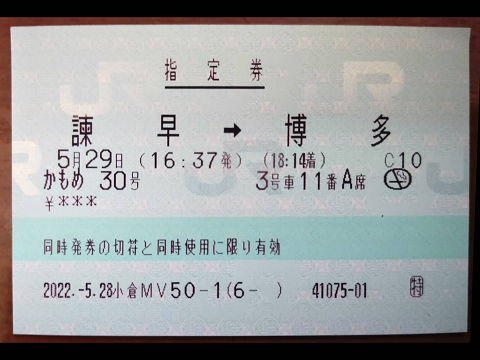 指定券
諫早 → 博多
5月29日 (16:37発) (18:14着) C10
かもめ 30号 3号車11番A席
¥***
同時発券の切符と同時使用に限り有効
2022.-5.28小倉MV50-1(6- ) 41075-01 特
JR